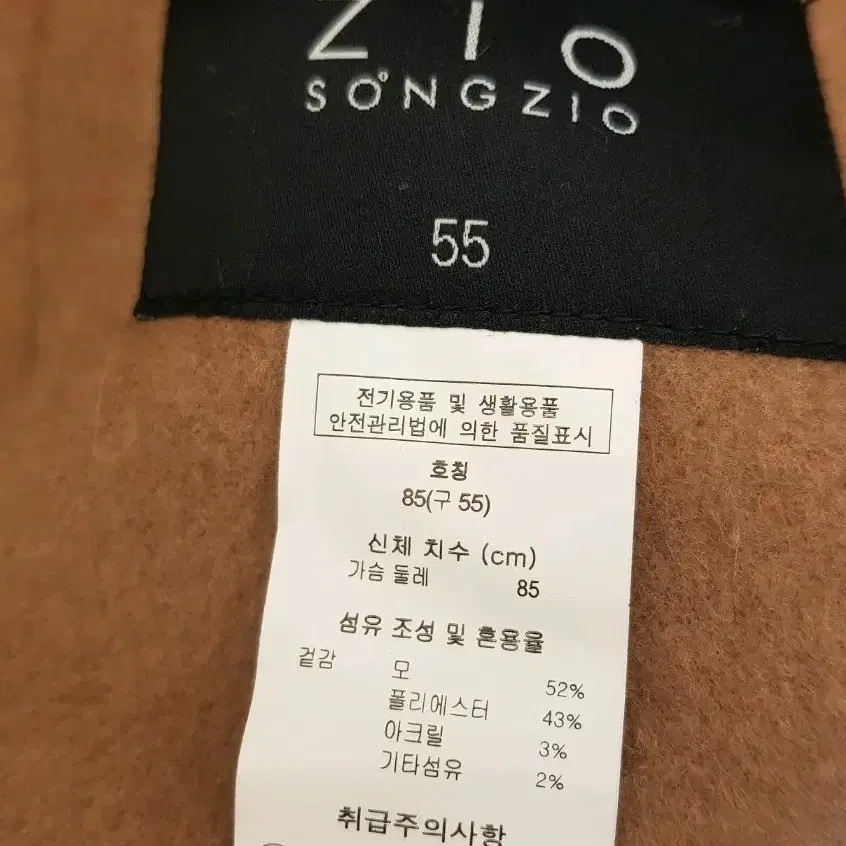 ZIO
SONGZIO
55
전기용품 및 생활용품
안전관리법에 의한 품질표시
호칭
85(구 55)
신체 치수 (cm)
가슴 둘레 85
섬유 조성 및 혼용율
겉감 모 52%
폴리에스터 43%
아크릴 3%
기타섬유 2%
취급주의사항